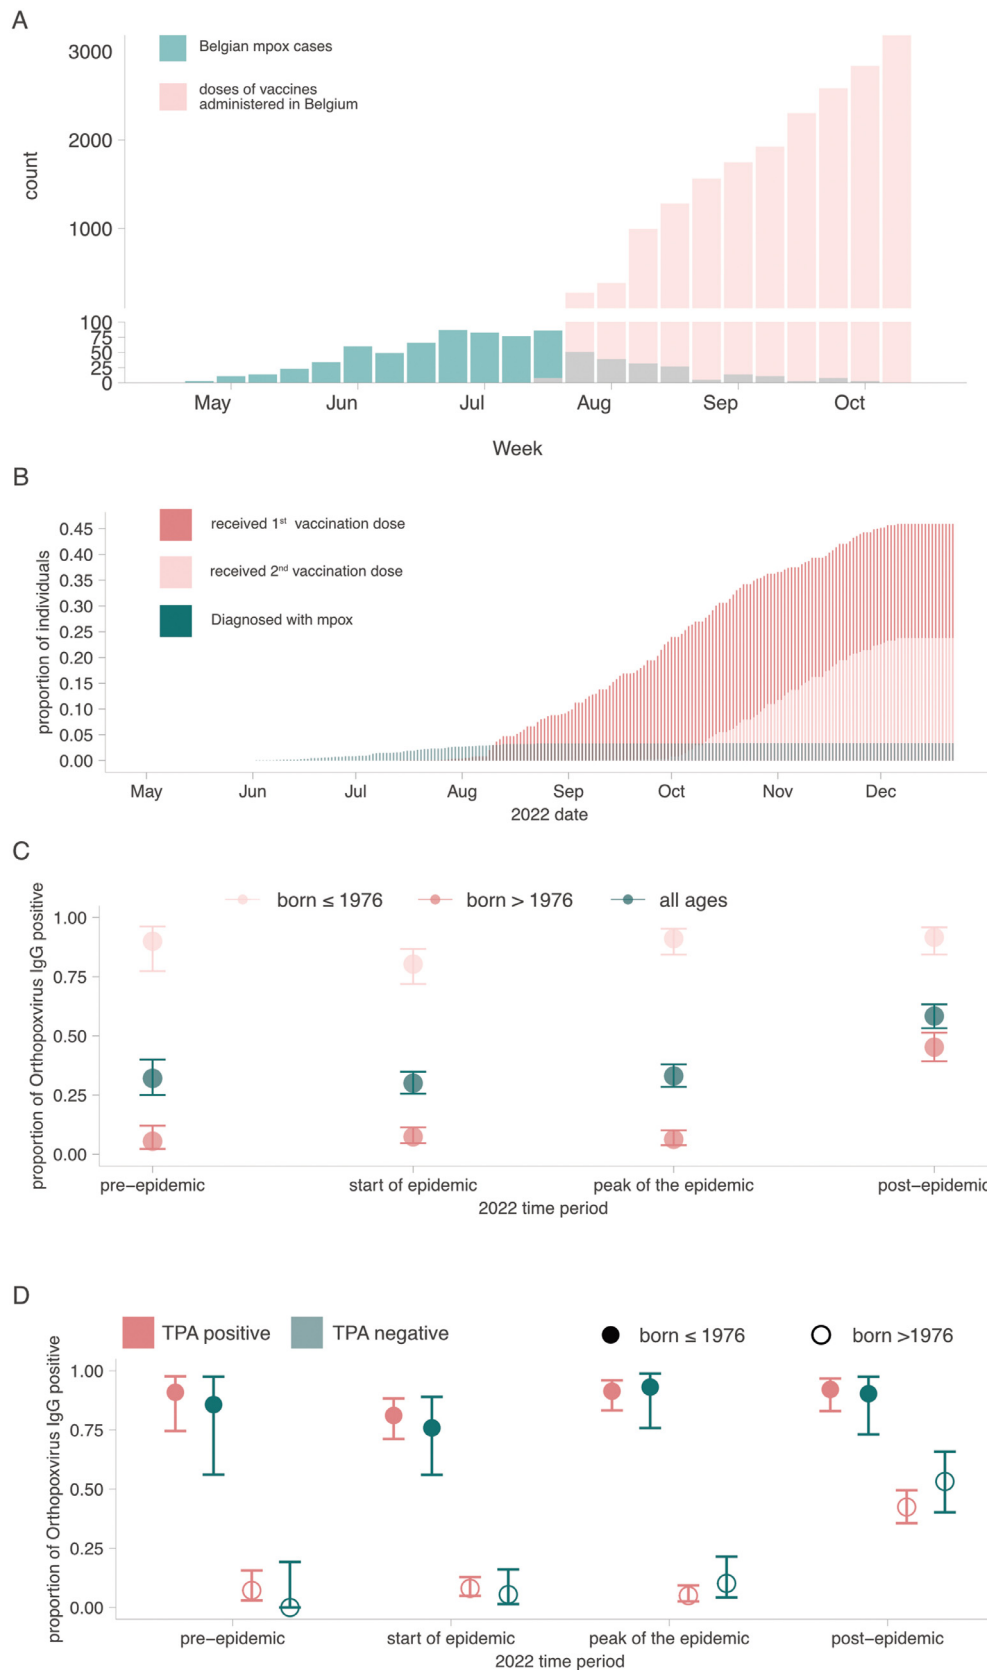 A
3000
2000
1000
100
75
50
25
0
count
Belgian mpox cases
doses of vaccines
administered in Belgium
May Jun Jul Aug Sep Oct
Week
B
received 1st vaccination dose
received 2nd vaccination dose
Diagnosed with mpox
proportion of individuals
0.45
0.40
0.35
0.30
0.25
0.20
0.15
0.10
0.05
0.00
May Jun Jul Aug Sep Oct Nov Dec
2022 date
C
born ≤ 1976 born > 1976 all ages
proportion of Orthopoxvirus IgG positive
1.00
0.75
0.50
0.25
0.00
pre–epidemic start of epidemic peak of the epidemic post–epidemic
2022 time period
D
TPA positive TPA negative born ≤ 1976 born >1976
proportion of Orthopoxvirus IgG positive
1.00
0.75
0.50
0.25
0.00
pre–epidemic start of epidemic peak of the epidemic post–epidemic
2022 time period